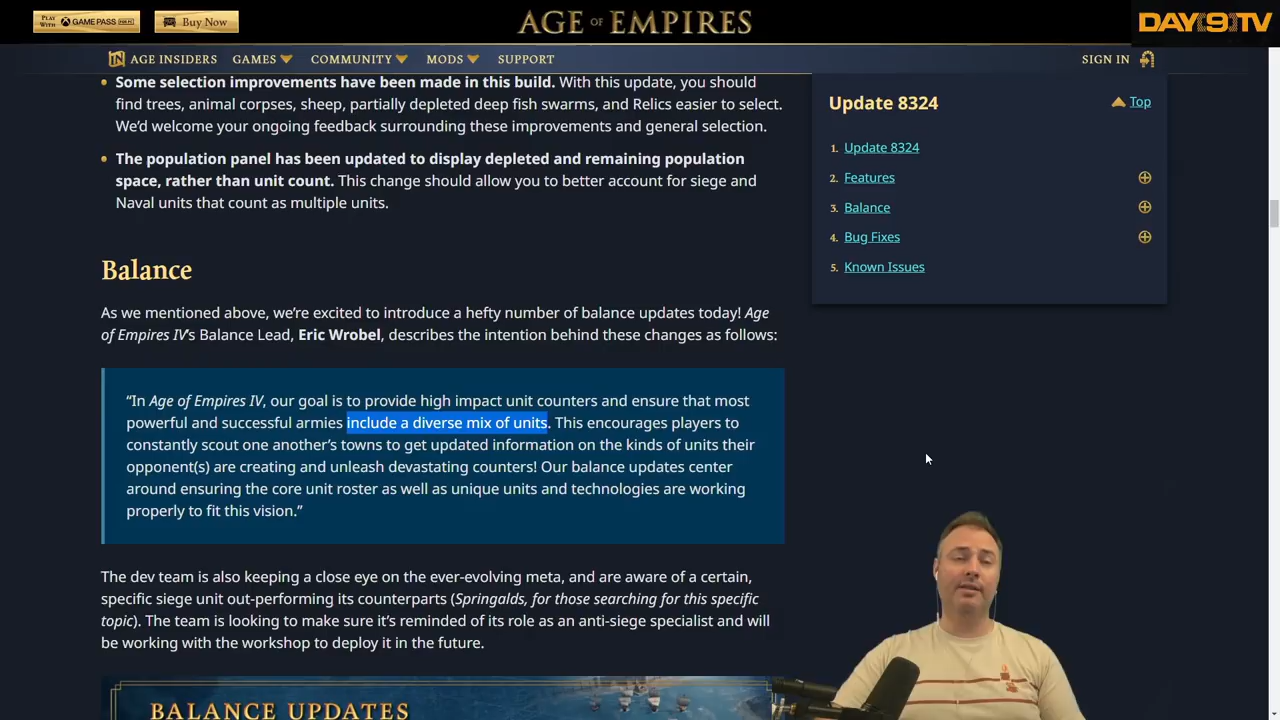 PLAY WITH XBOX GAME PASS FOR PC
Buy Now
AGE OF EMPIRES
DAY9TV
IN AGE INSIDERS GAMES COMMUNITY MODS SUPPORT SIGN IN
Some selection improvements have been made in this build. With this update, you should
find trees, animal corpses, sheep, partially depleted deep fish swarms, and Relics easier to select.
We’d welcome your ongoing feedback surrounding these improvements and general selection.
The population panel has been updated to display depleted and remaining population
space, rather than unit count. This change should allow you to better account for siege and
Naval units that count as multiple units.
Balance
As we mentioned above, we’re excited to introduce a hefty number of balance updates today! Age
of Empires IV’s Balance Lead, Eric Wrobel, describes the intention behind these changes as follows:
“In Age of Empires IV, our goal is to provide high impact unit counters and ensure that most
powerful and successful armies include a diverse mix of units. This encourages players to
constantly scout one another’s towns to get updated information on the kinds of units their
opponent(s) are creating and unleash devastating counters! Our balance updates center
around ensuring the core unit roster as well as unique units and technologies are working
properly to fit this vision.”
The dev team is also keeping a close eye on the ever-evolving meta, and are aware of a certain,
specific siege unit out-performing its counterparts (Springalds, for those searching for this specific
topic). The team is looking to make sure it’s reminded of its role as an anti-siege specialist and will
be working with the workshop to deploy it in the future.
BALANCE UPDATES
Update 8324
Top
1. Update 8324
2. Features
3. Balance
4. Bug Fixes
5. Known Issues